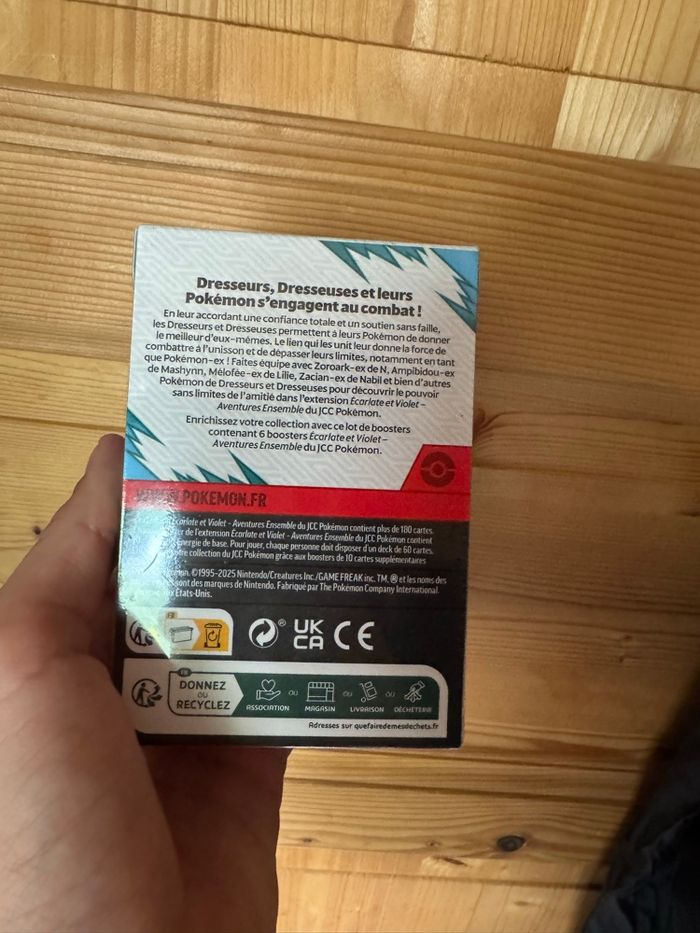 Dresseurs, Dresseuses et leurs
Pokémon s'engagent au combat !
En leur accordant une confiance totale et un soutien sans faille,
les Dresseurs et Dresseuses permettent à leurs Pokémon de donner
le meilleur d'eux-mêmes. Le lien qui les unit leur donne la force de
combattre à l'unisson et de dépasser leurs limites, notamment en tant
que Pokémon-ex ! Faites équipe avec Zoroark-ex de N, Ampibidou-ex
de Mashynn, Mélofée-ex de Lilie, Zacian-ex de Nabil et bien d'autres
Pokémon de Dresseurs et Dresseuses pour découvrir le pouvoir
sans limites de l'amitié dans l'extension Écarlate et Violet –
Aventures Ensemble du JCC Pokémon.
Enrichissez votre collection avec ce lot de boosters
contenant 6 boosters Écarlate et Violet –
Aventures Ensemble du JCC Pokémon.
WWW.POKEMON.FR
Écarlate et Violet - Aventures Ensemble du JCC Pokémon contient plus de 180 cartes.
de l'extension Écarlate et Violet - Aventures Ensemble du JCC Pokémon contient
énergie de base. Pour jouer, chaque personne doit disposer d'un deck de 60 cartes.
votre collection du JCC Pokémon grâce aux boosters de 10 cartes supplémentaires
©1995-2025 Nintendo/Creatures Inc./GAME FREAK inc. TM, ® et les noms des
sont des marques de Nintendo. Fabriqué par The Pokémon Company International.
aux États-Unis.
FR
®
UK
CA
CE
FR
DONNEZ
OU
RECYCLEZ
ASSOCIATION
ou
MAGASIN
ou
LIVRAISON
ou
DÉCHÈTERIE
Adresses sur quefairedemesdechets.fr